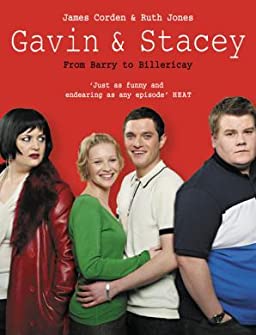 James Corden & Ruth Jones
Gavin & Stacey
From Barry to Billericay
'Just as funny and
endearing as any episode' HEAT